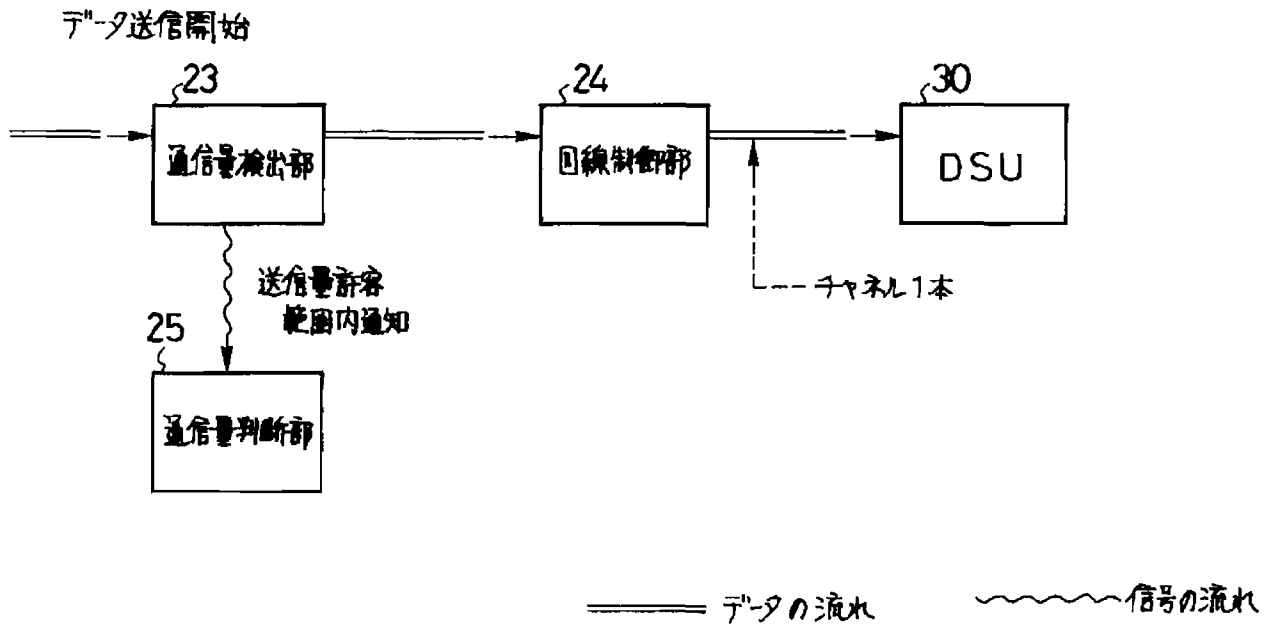 データ送信開始
23
24
30
通信量検出部
回線制御部
DSU
送信量許容
範囲内通知
チャネル1本
25
通信量判断部
データの流れ
信号の流れ